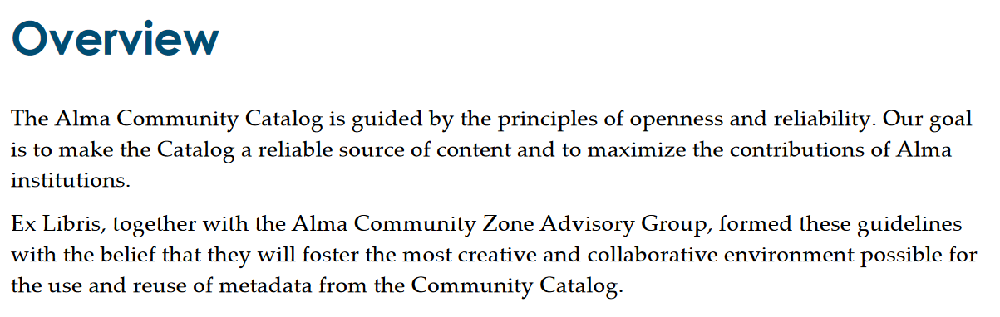 Overview
The Alma Community Catalog is guided by the principles of openness and reliability. Our goal
is to make the Catalog a reliable source of content and to maximize the contributions of Alma
institutions.
Ex Libris, together with the Alma Community Zone Advisory Group, formed these guidelines
with the belief that they will foster the most creative and collaborative environment possible for
the use and reuse of metadata from the Community Catalog.